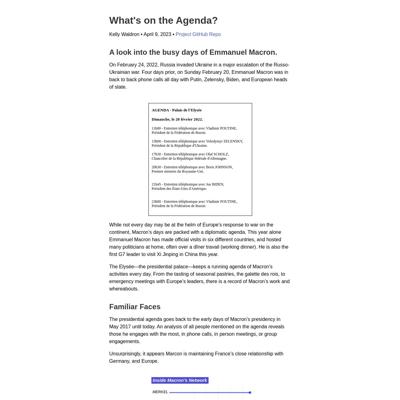 What's on the Agenda?
Kelly Waldron • April 9, 2023 • Project GitHub Repo
A look into the busy days of Emmanuel Macron.
On February 24, 2022, Russia invaded Ukraine in a major escalation of the Russo-
Ukrainian war. Four days prior, on Sunday February 20, Emmanuel Macron was in
back to back phone calls all day with Putin, Zelensky, Biden, and European heads
of state.
AGENDA - Palais de l'Elysée
Dimanche, le 20 février 2022.
Entretien téléphonique avec Vladimir POUTINE,
Président de la Fédération de Russie.
Entretien téléphonique avec Volodymyr ZELENSKY,
Président de la République d'Ukraine.
Entretien téléphonique avec Olaf SCHOLZ,
Chancelier de la République fédérale d'Allemagne.
Entretien téléphonique avec Boris JOHNSON,
Premier ministre du Royaume-Uni.
Entretien téléphonique avec Joe BIDEN,
Président des États-Unis d'Amérique.
Entretien téléphonique avec Vladimir POUTINE,
Président de la Fédération de Russie.
While not every day may be at the helm of Europe's response to war on the
continent, Macron's days are packed with a diplomatic agenda. This year alone
Emmanuel Macron has made official visits in six different countries, and hosted
many politicians at home, often over a dîner travail (working dinner). He is also the
first G7 leader to visit Xi Jinping in China this year.
The Elysée—the presidential palace—keeps a running agenda of Macron's
activities every day. From the tasting of seasonal pastries, the galette des rois, to
emergency meetings with Europe's leaders, there is a record of Macron's work and
whereabouts.
Familiar Faces
The presidential agenda goes back to the early days of Macron's presidency in
May 2017 until today. An analysis of all people mentioned on the agenda reveals
those he engages with the most, in phone calls, in person meetings, or group
engagements.
Unsurprisingly, it appears Marcon is maintaining France's close relationship with
Germany, and Europe.
Inside Macron's Network
MERKEL